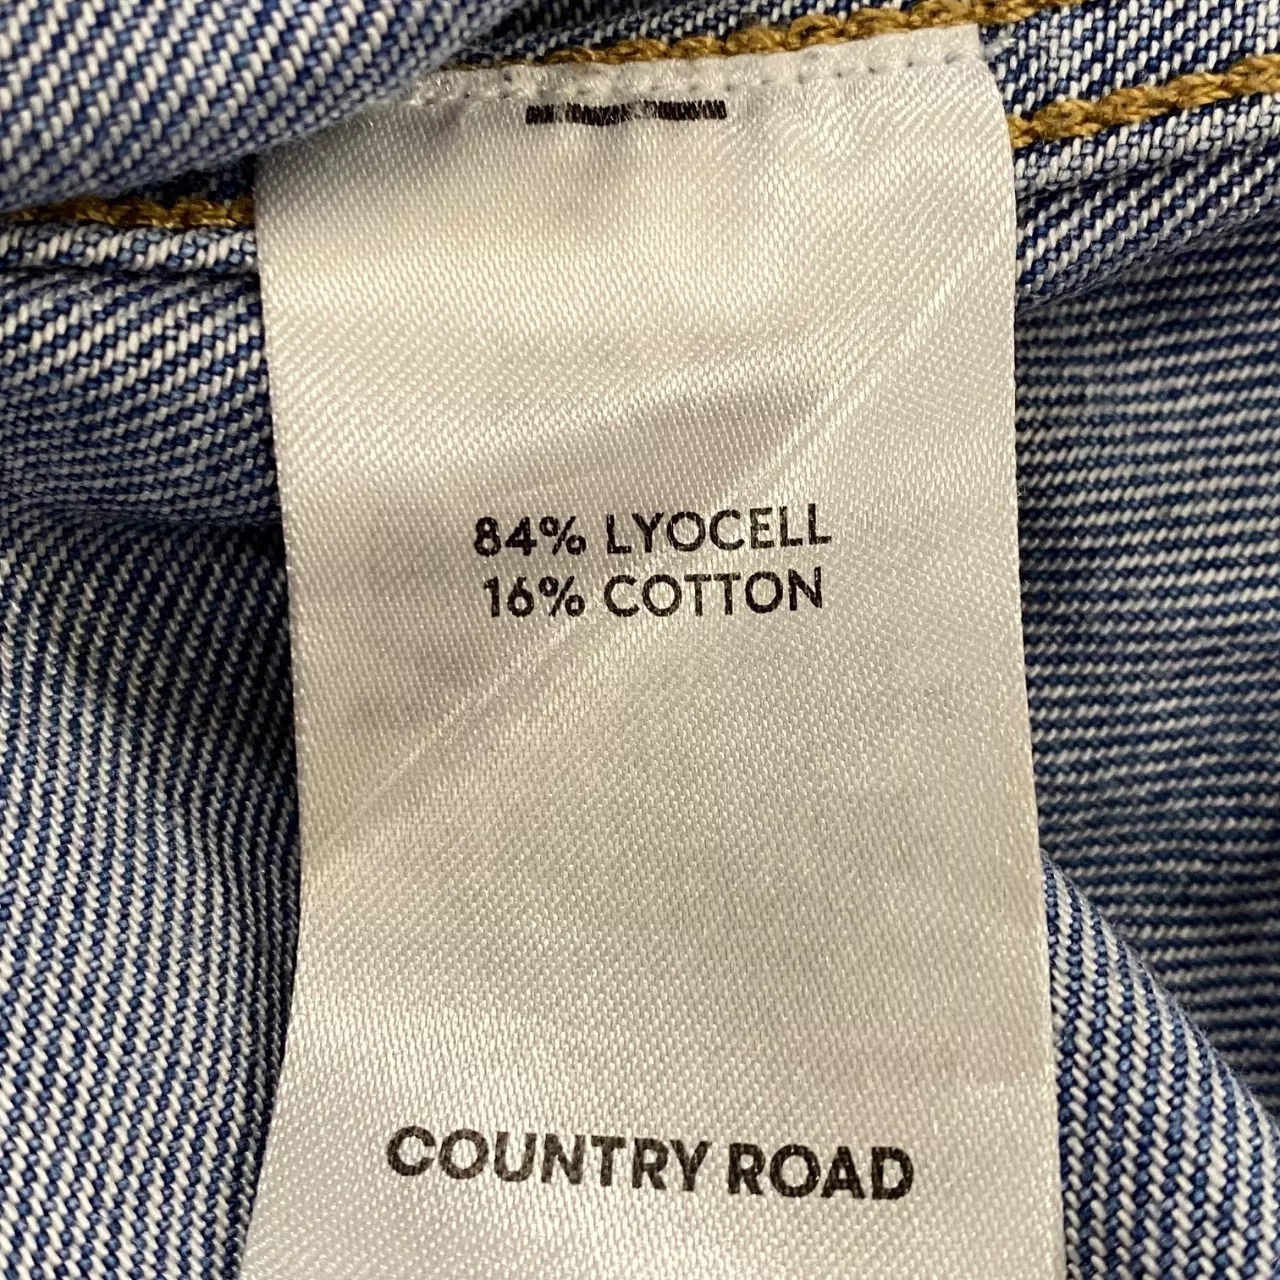 84% LYOCELL
16% COTTON
COUNTRY ROAD